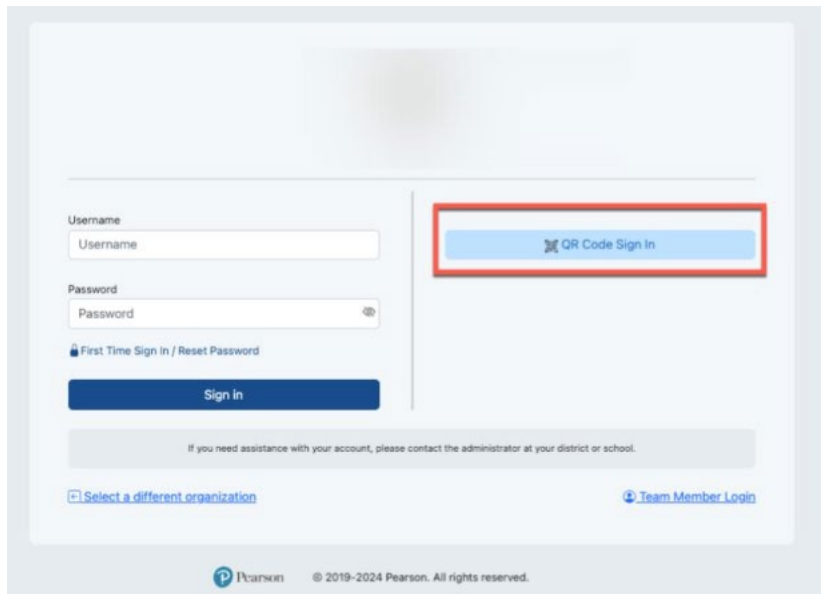 Username
Username
Password
Password
First Time Sign In / Reset Password
Sign in
QR Code Sign In
If you need assistance with your account, please contact the administrator at your district or school.
Select a different organization
Team Member Login
Pearson © 2019-2024 Pearson. All rights reserved.